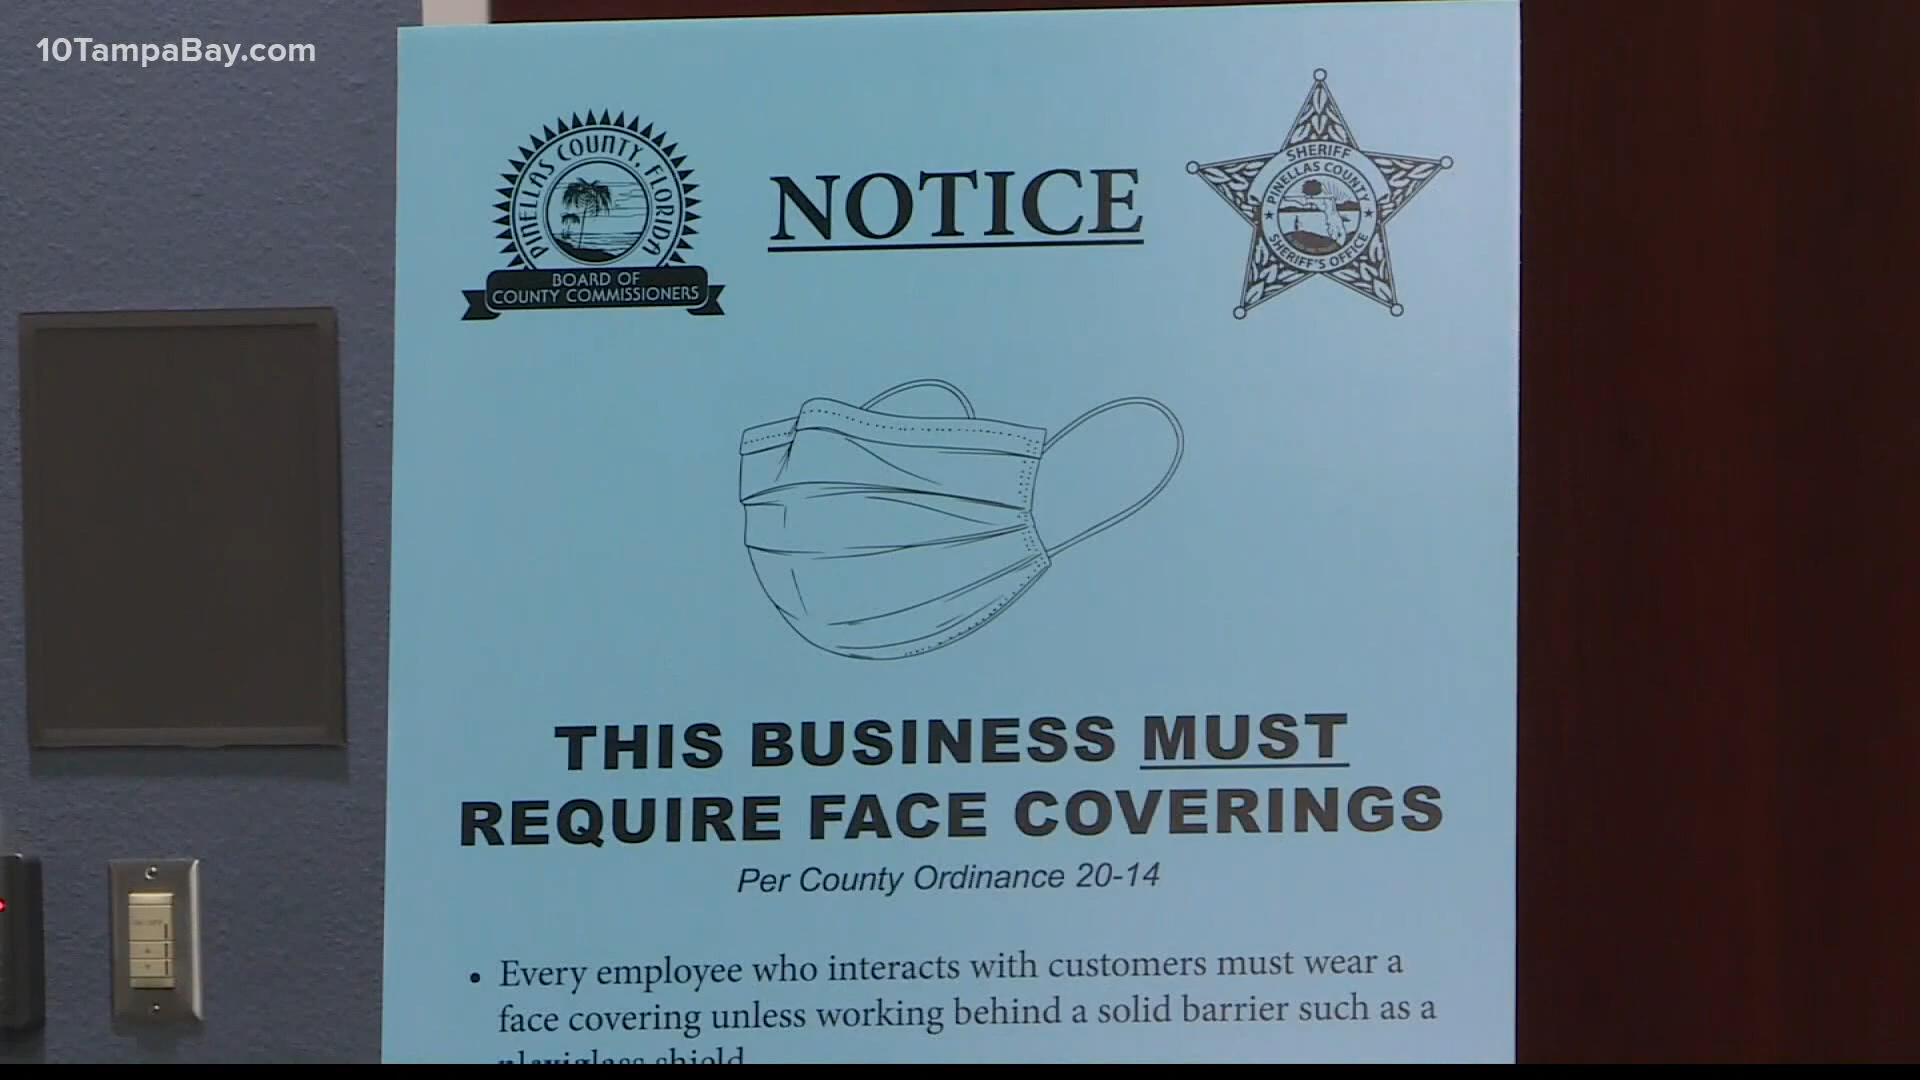 10TampaBay.com
PINELLAS COUNTY, FLORIDA
BOARD OF
COUNTY COMMISSIONERS
NOTICE
SHERIFF
PINELLAS COUNTY
SHERIFF'S OFFICE
THIS BUSINESS MUST
REQUIRE FACE COVERINGS
Per County Ordinance 20-14
• Every employee who interacts with customers must wear a
face covering unless working behind a solid barrier such as a
plexiglass shield